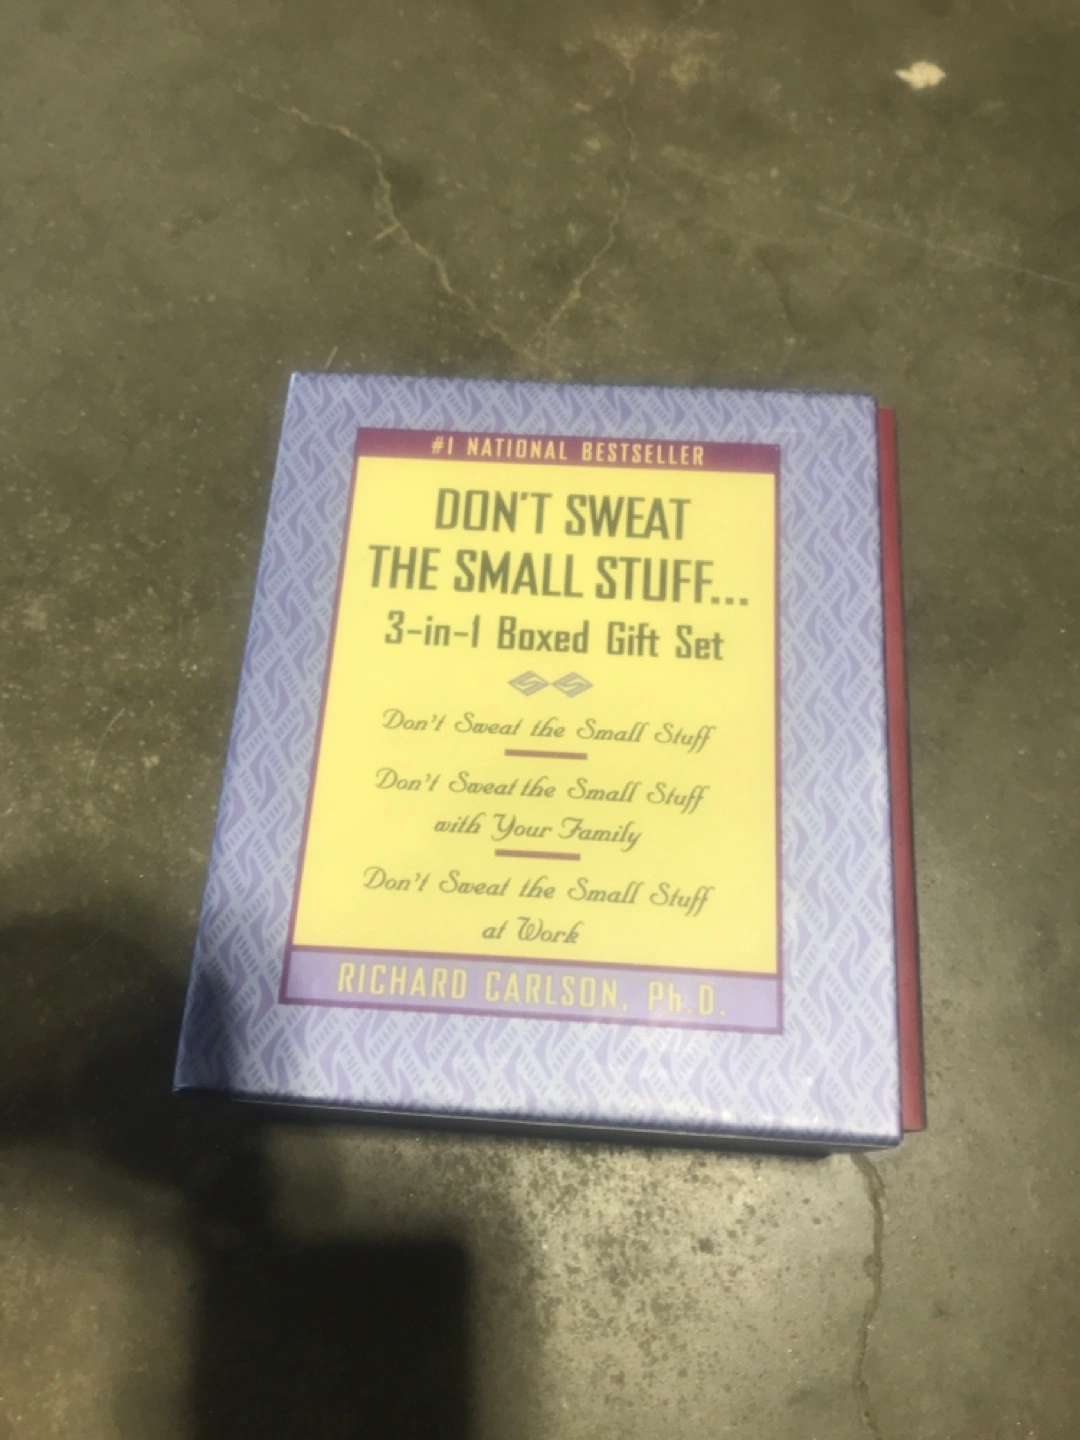 #1 NATIONAL BESTSELLER
DON'T SWEAT
THE SMALL STUFF...
3-in-1 Boxed Gift Set
Don't Sweat the Small Stuff
Don't Sweat the Small Stuff
with Your Family
Don't Sweat the Small Stuff
at Work
RICHARD CARLSON, Ph.D.